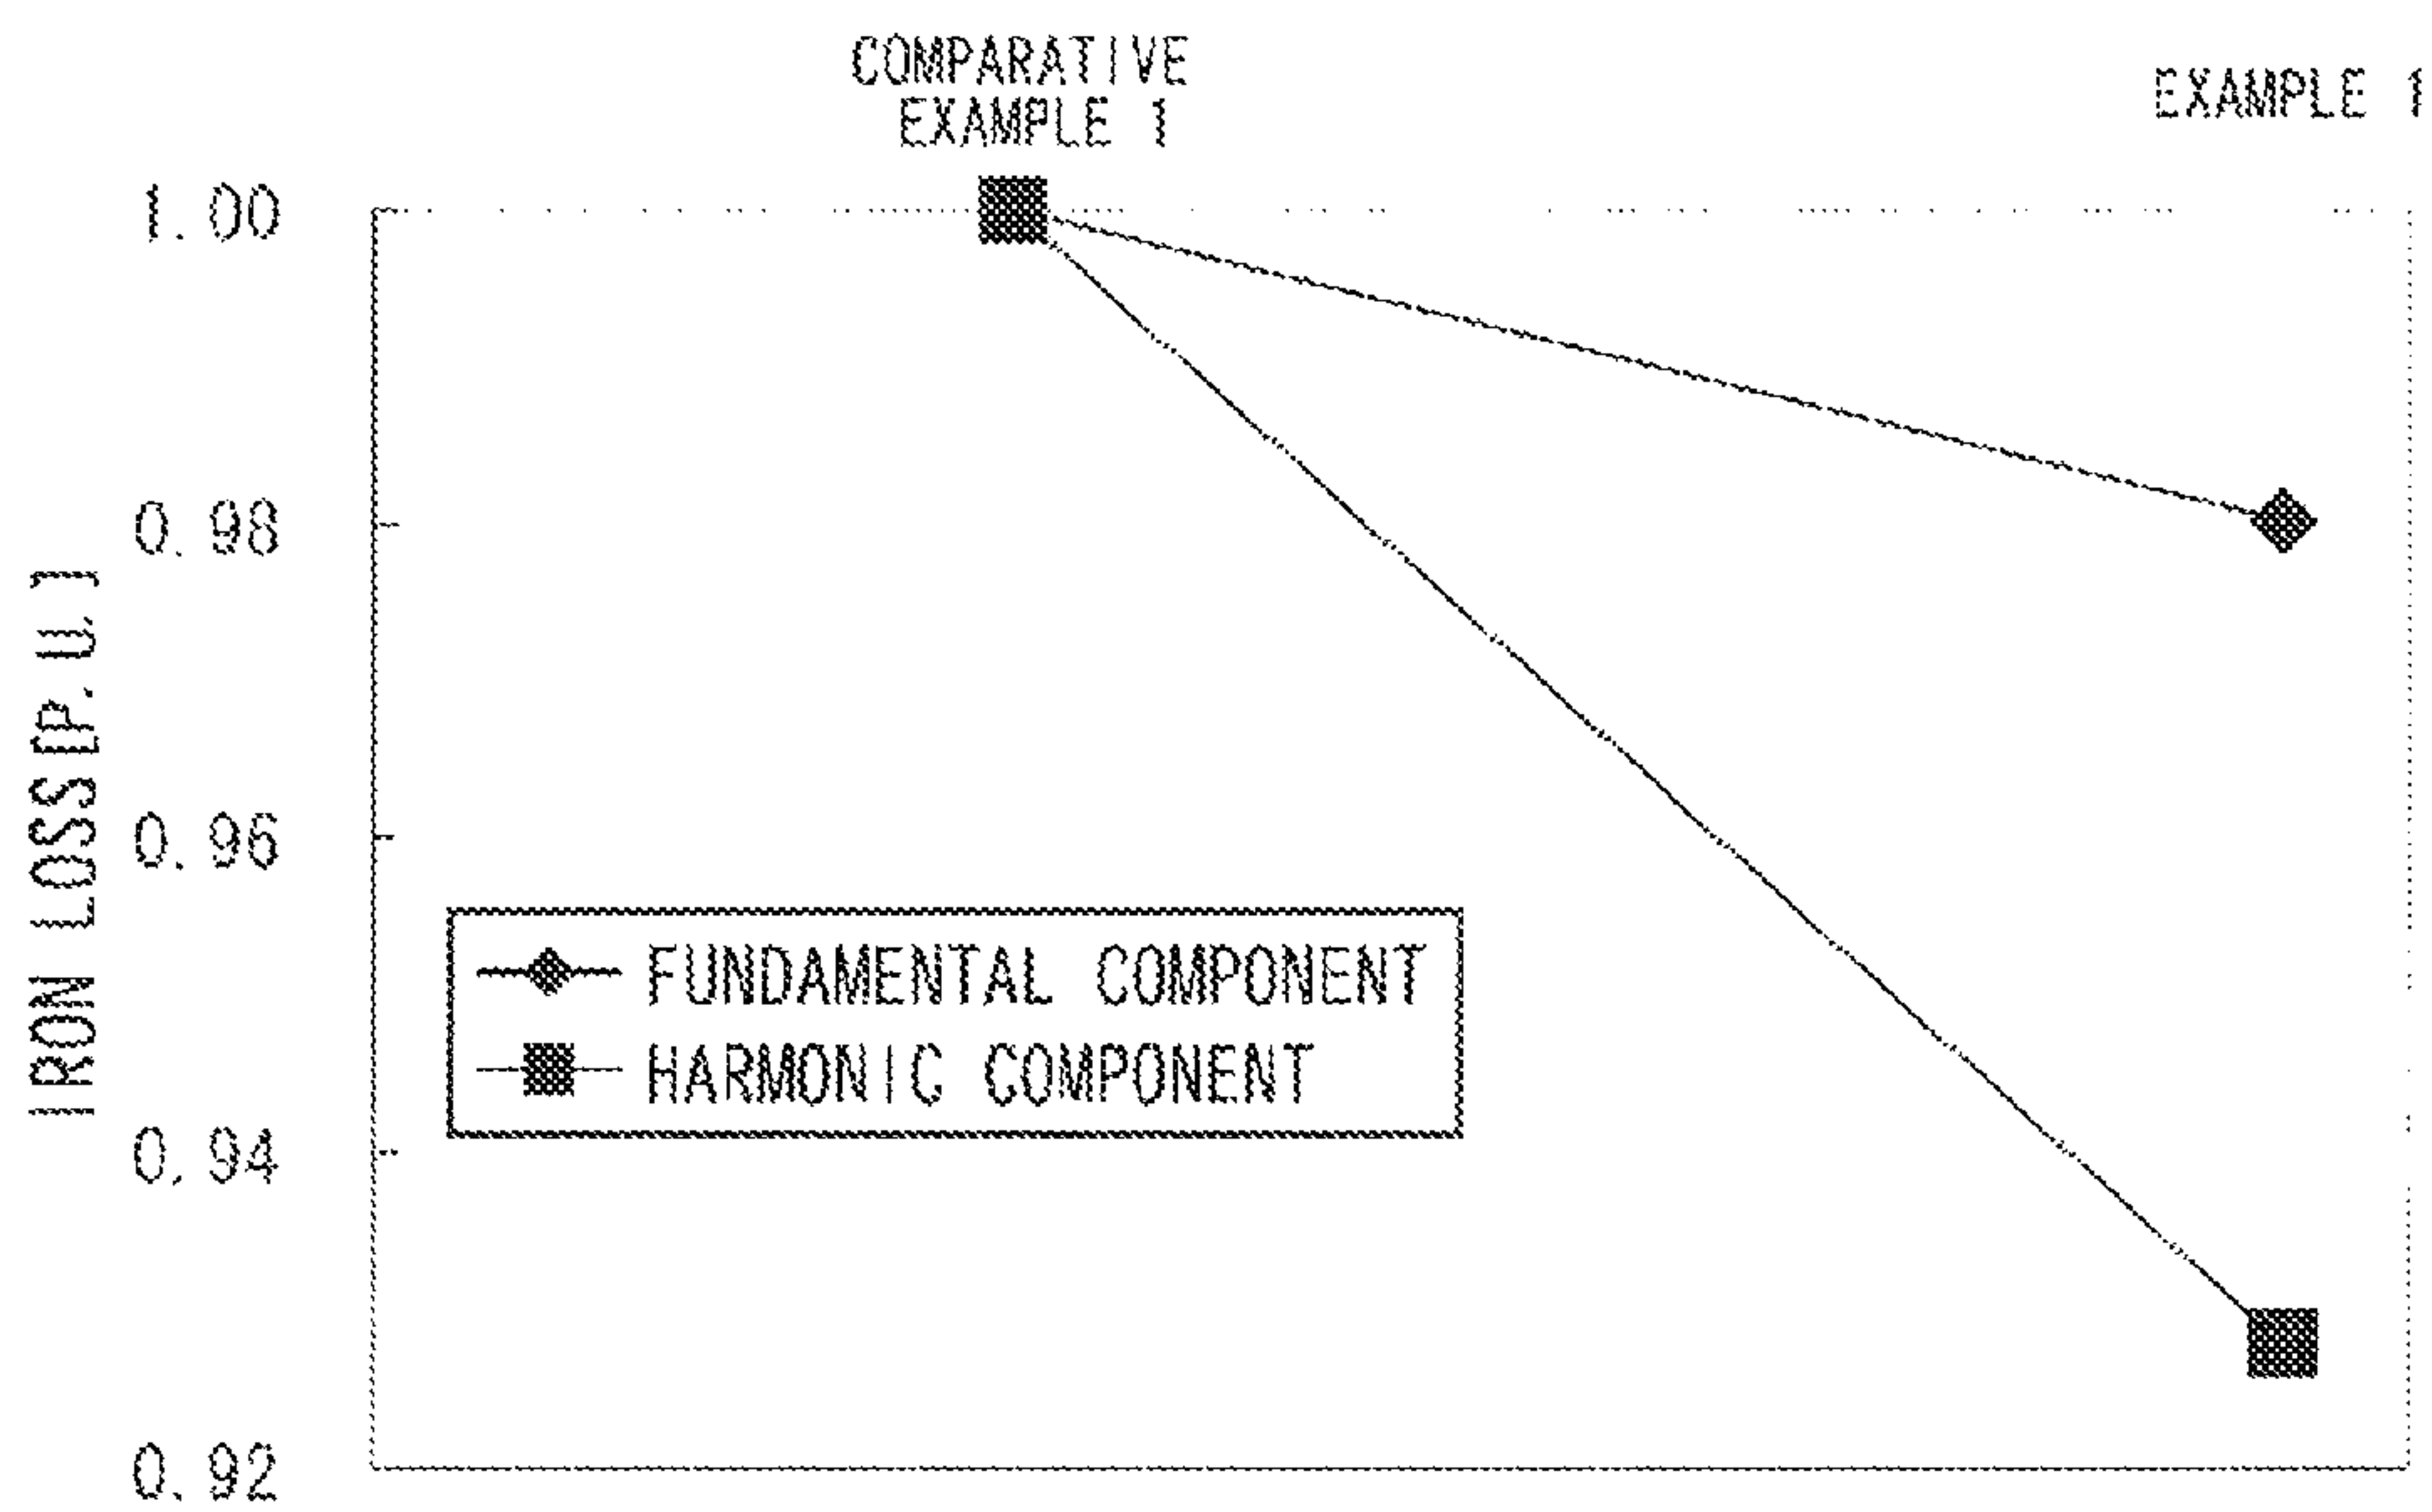 COMPARATIVE
EXAMPLE 1
EXAMPLE 1
1.00
0.98
0.96
0.94
0.92
IRON LOSS[P.U.]
FUNDAMENTAL COMPONENT
HARMONIC COMPONENT